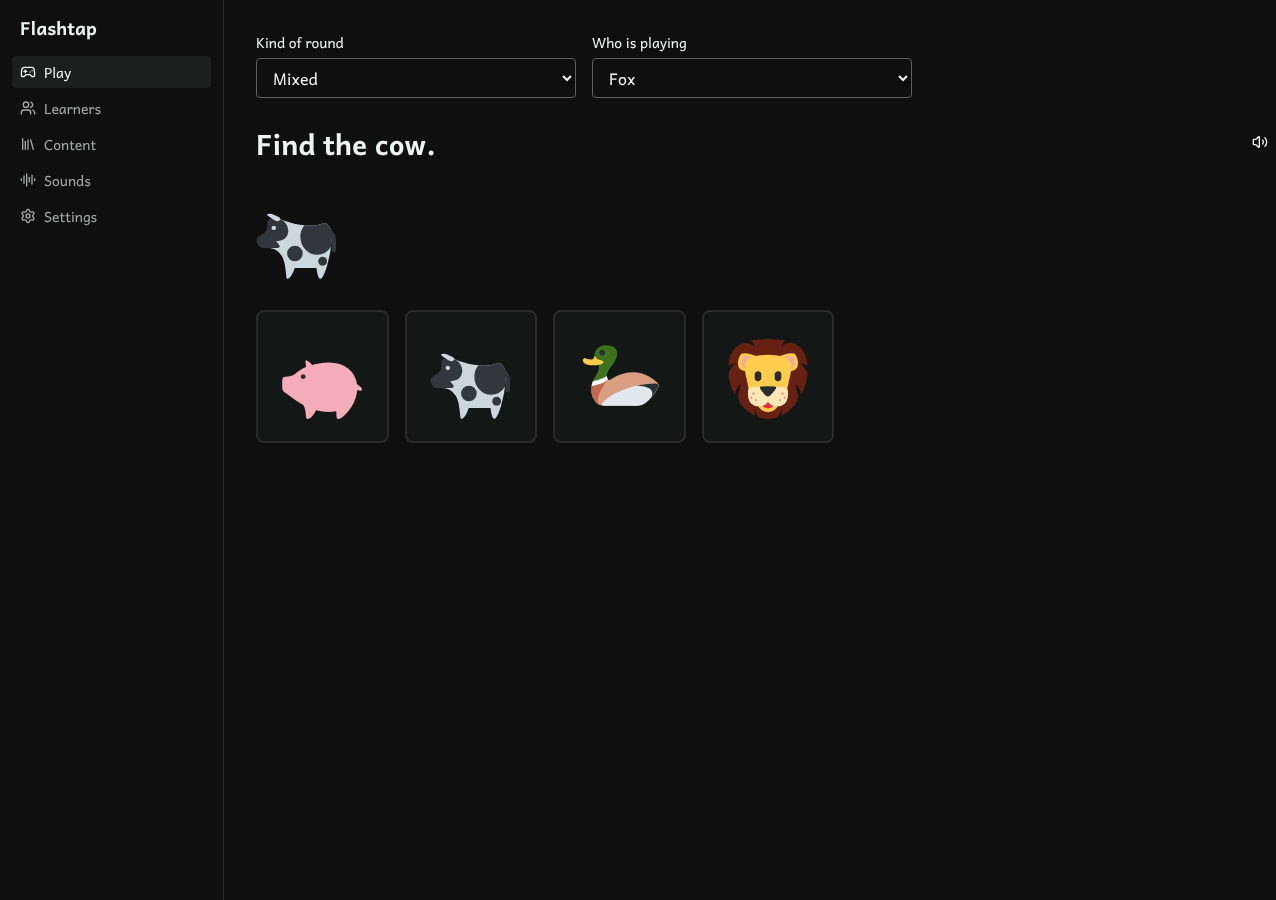 Flashtap
Play
Learners
Content
Sounds
Settings
Kind of round
Who is playing
Mixed
Fox
Find the cow.